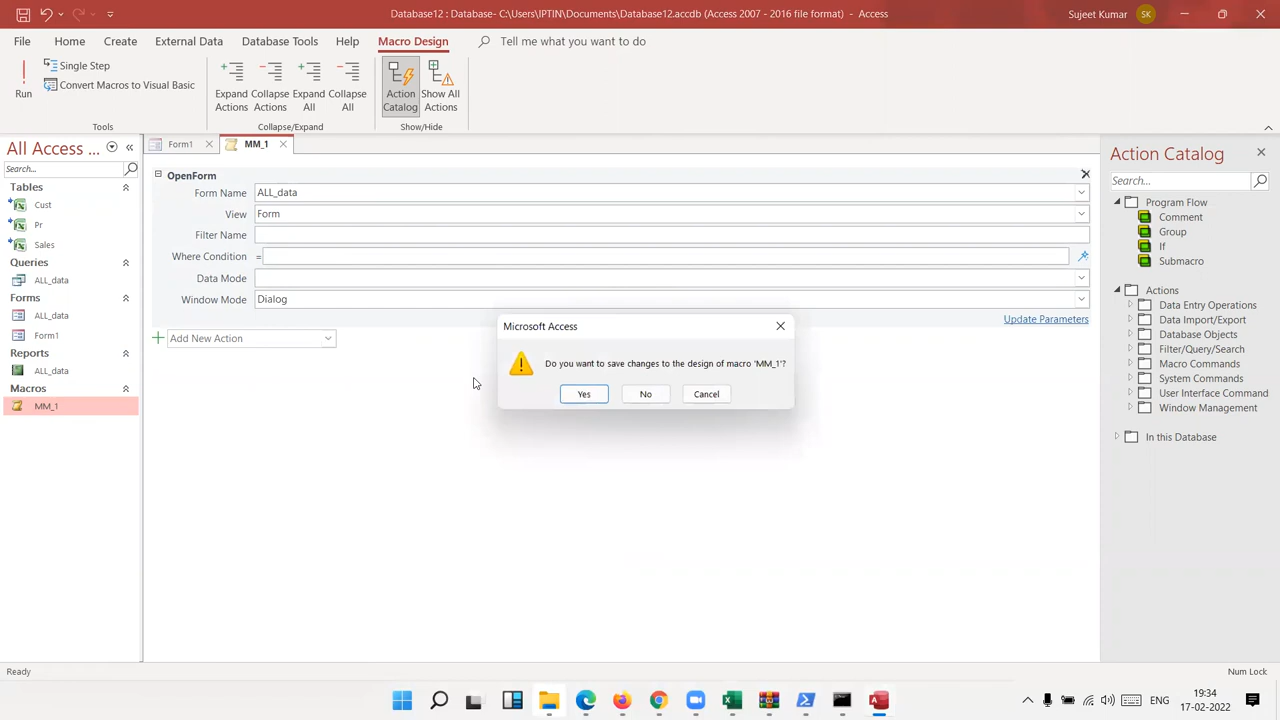 Database12 : Database- C:\Users\IPTIN\Documents\Database12.accdb (Access 2007 - 2016 file format) - Access
Sujeet Kumar
SK
File
Home
Create
External Data
Database Tools
Help
Macro Design
Tell me what you want to do
Run
Single Step
Convert Macros to Visual Basic
Tools
Expand Actions
Collapse Actions
Expand All
Collapse All
Collapse/Expand
Action Catalog
Show All Actions
Show/Hide
All Access ...
Search...
Tables
Cust
Pr
Sales
Queries
ALL_data
Forms
ALL_data
Form1
Reports
ALL_data
Macros
MM_1
Form1
MM_1
OpenForm
Form Name ALL_data
View Form
Filter Name
Where Condition =
Data Mode
Window Mode Dialog
Update Parameters
Add New Action
Microsoft Access
Do you want to save changes to the design of macro 'MM_1'?
Yes
No
Cancel
Action Catalog
Search...
Program Flow
Comment
Group
If
Submacro
Actions
Data Entry Operations
Data Import/Export
Database Objects
Filter/Query/Search
Macro Commands
System Commands
User Interface Command
Window Management
In this Database
Ready
Num Lock
ENG
19:34
17-02-2022